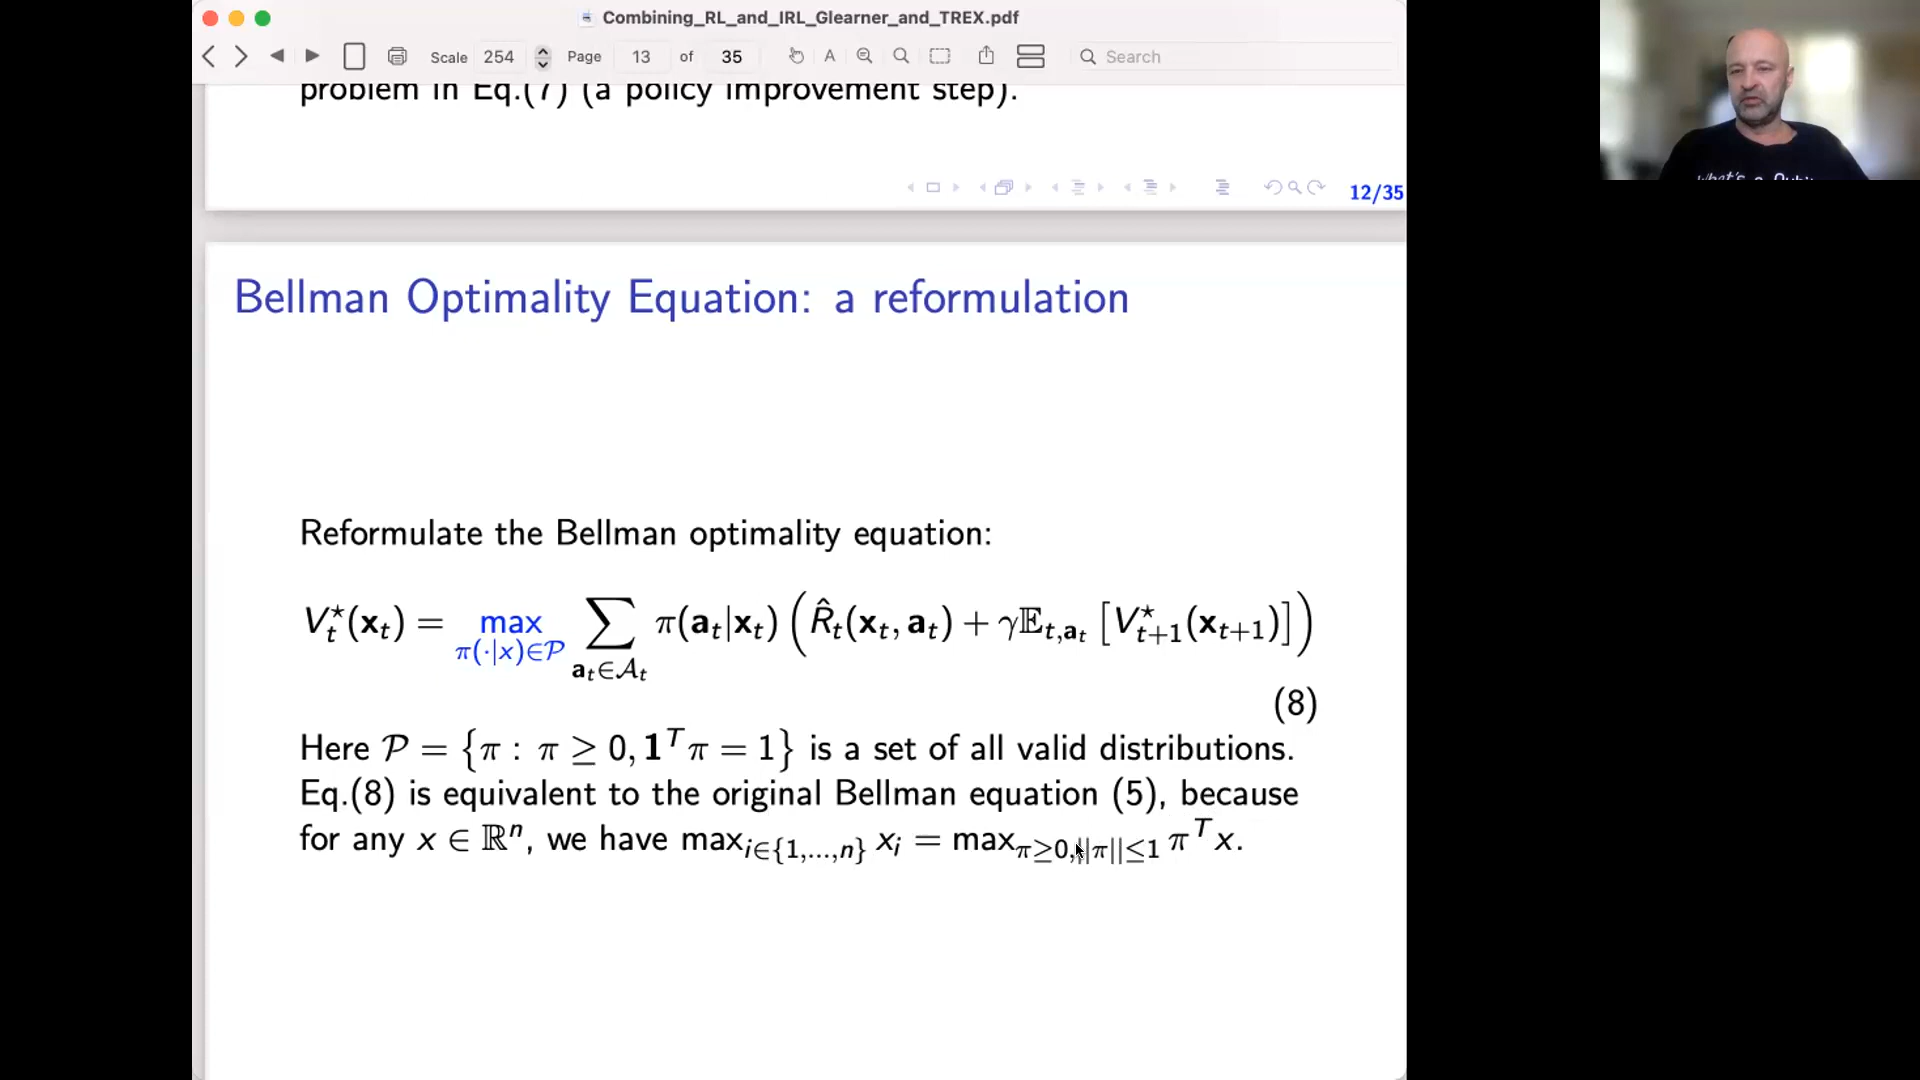 Combining_RL_and_IRL_Glearner_and_TREX.pdf
Scale 254 Page 13 of 35 A Search
problem in Eq.(7) (a policy improvement step).
12/35
Bellman Optimality Equation: a reformulation
Reformulate the Bellman optimality equation:
V_t^⋆(x_t) = max_{π(·|x)∈𝒫} ∑_{a_t∈𝒜_t} π(a_t|x_t) ( R̂_t(x_t, a_t) + γ𝔼_{t,a_t} [V_{t+1}^⋆(x_{t+1})] )
(8)
Here 𝒫 = {π : π ≥ 0, 1^T π = 1} is a set of all valid distributions.
Eq.(8) is equivalent to the original Bellman equation (5), because
for any x ∈ ℝ^n, we have max_{i∈{1,...,n}} x_i = max_{π≥0,||π||≤1} π^T x.
What's a